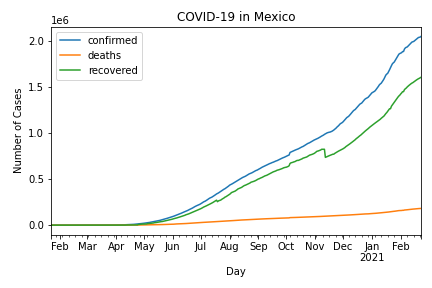 COVID-19 in Mexico
1e6
confirmed
deaths
recovered
Number of Cases
2.0
1.5
1.0
0.5
0.0
Feb Mar Apr May Jun Jul Aug Sep Oct Nov Dec Jan Feb
2021
Day